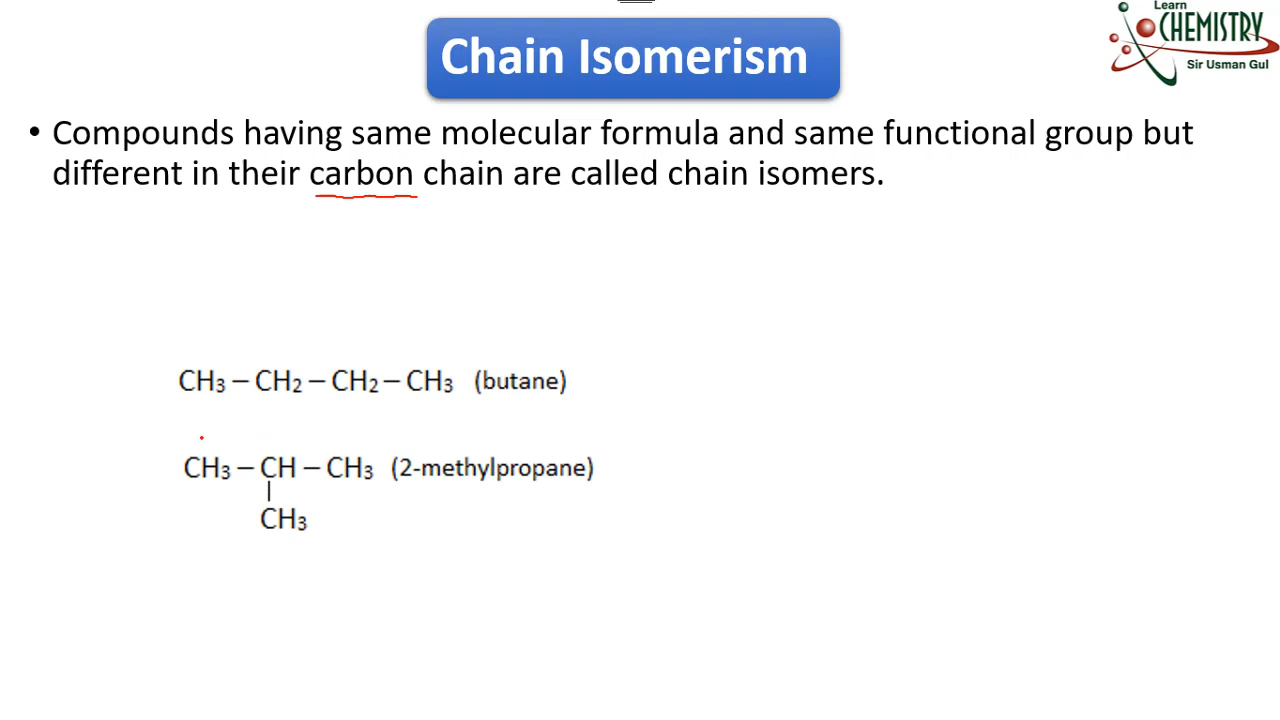 Learn
CHEMISTRY
Sir Usman Gul
Chain Isomerism
• Compounds having same molecular formula and same functional group but
different in their carbon chain are called chain isomers.
CH₃ – CH₂ – CH₂ – CH₃ (butane)
CH₃ – CH – CH₃ (2-methylpropane)
|
CH₃